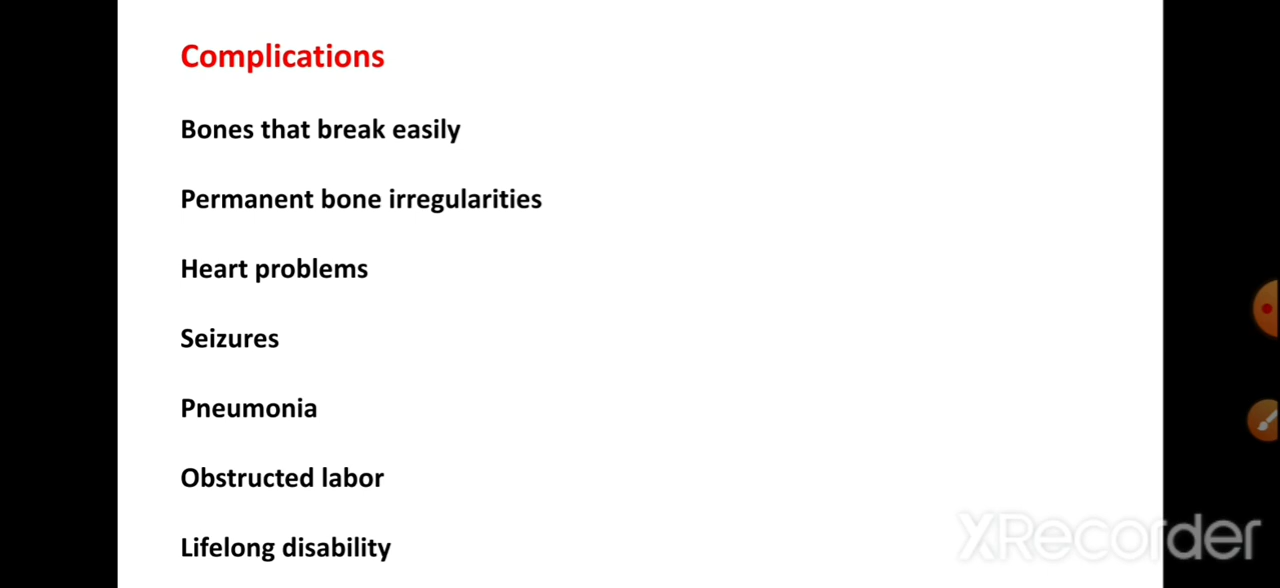 Complications
Bones that break easily
Permanent bone irregularities
Heart problems
Seizures
Pneumonia
Obstructed labor
Lifelong disability
XRecorder